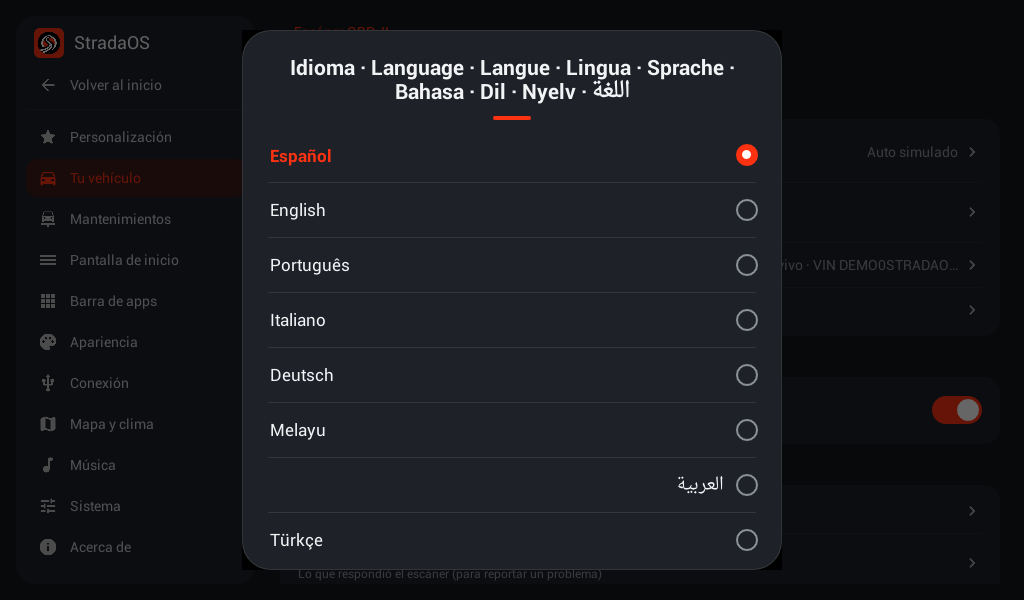 StradaOS
Volver al inicio
Personalización
Tu vehículo
Mantenimientos
Pantalla de inicio
Barra de apps
Apariencia
Conexión
Mapa y clima
Música
Sistema
Acerca de
Idioma · Language · Langue · Lingua · Sprache ·
Bahasa · Dil · Nyelv · اللغة
Español
English
Português
Italiano
Deutsch
Melayu
العربية
Türkçe
Auto simulado
· VIN DEMO0STRADAO...
Lo que respondió el escáner (para reportar un problema)